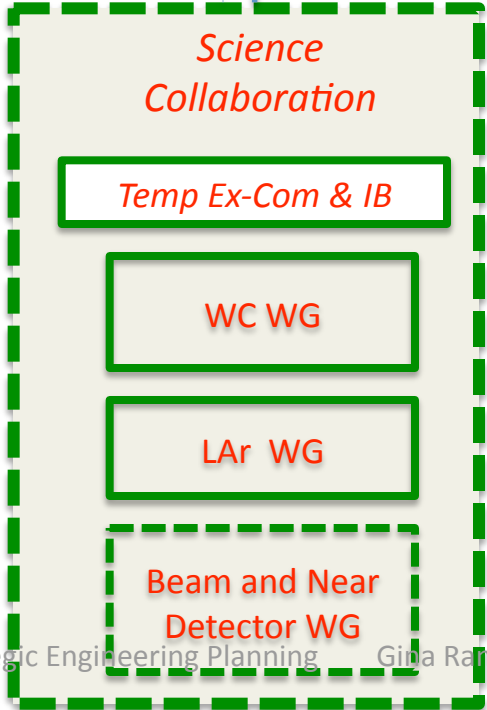 Science
Collaboration
Temp Ex-Com & IB
WC WG
LAr WG
Beam and Near
Detector WG
Engineering Planning